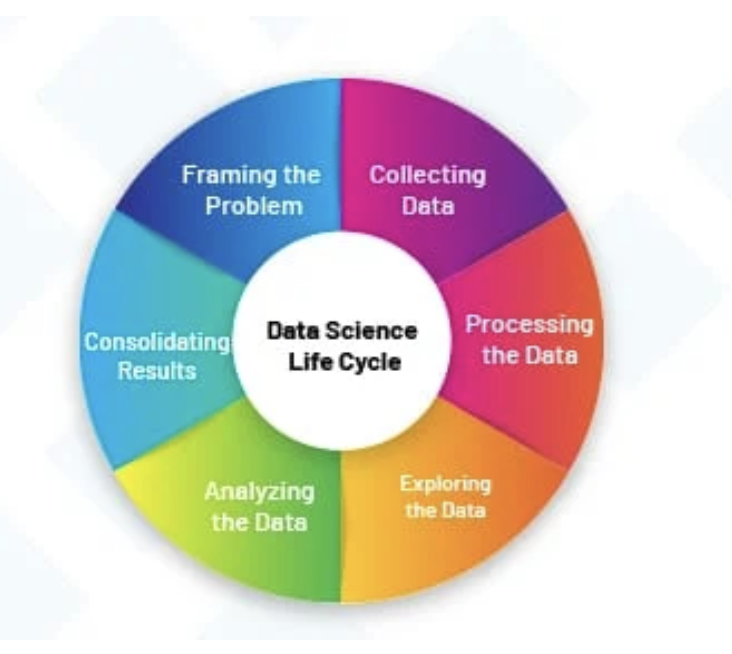 Framing the
Problem
Collecting
Data
Processing
the Data
Exploring
the Data
Analyzing
the Data
Consolidating
Results
Data Science
Life Cycle